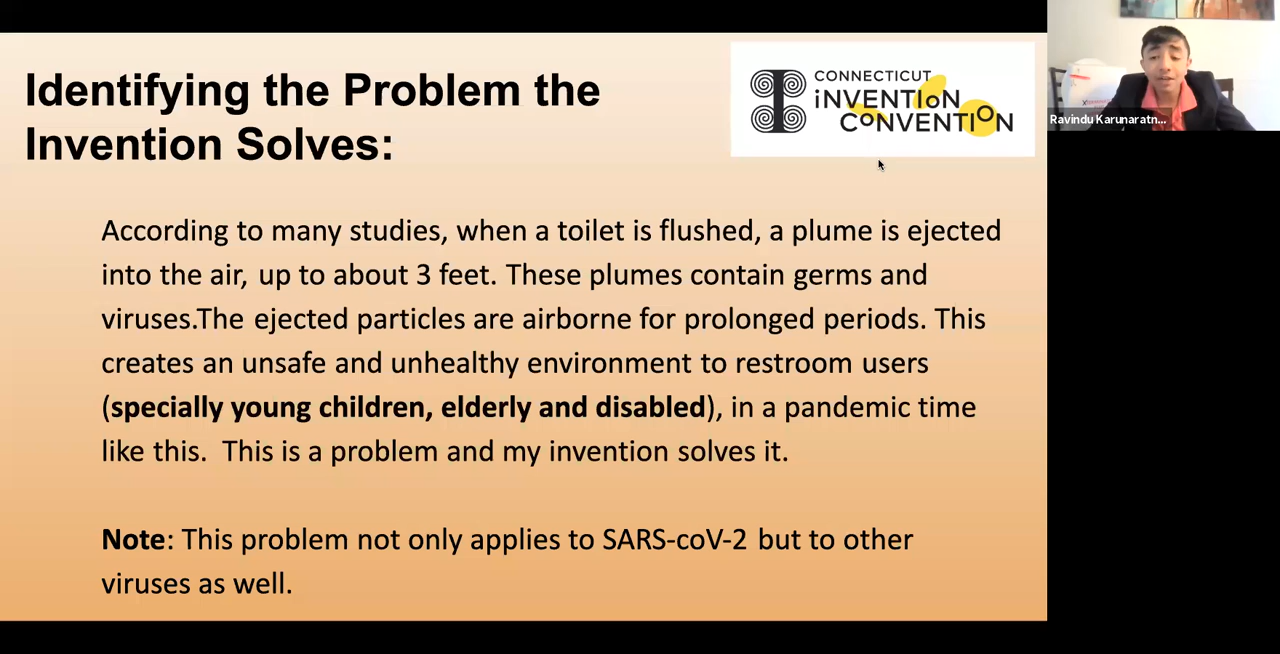 Identifying the Problem the
Invention Solves:
CONNECTICUT
iNVENTIoN
CoNVENTIoN
Ravindu Karunaratn...
According to many studies, when a toilet is flushed, a plume is ejected
into the air, up to about 3 feet. These plumes contain germs and
viruses.The ejected particles are airborne for prolonged periods. This
creates an unsafe and unhealthy environment to restroom users
(specially young children, elderly and disabled), in a pandemic time
like this.  This is a problem and my invention solves it.
Note: This problem not only applies to SARS-coV-2 but to other
viruses as well.